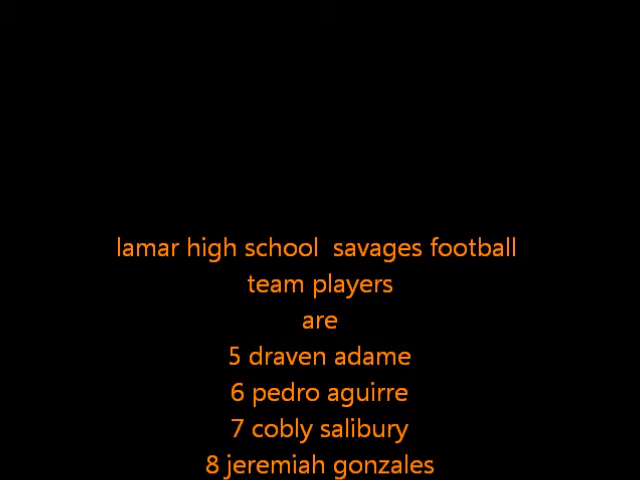 lamar high school  savages football
team players
are
5 draven adame
6 pedro aguirre
7 cobly salibury
8 jeremiah gonzales